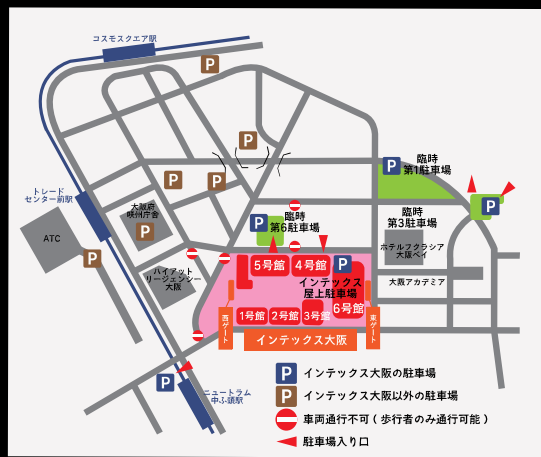 コスモスクエア駅
P
P
P
P
臨時
第1駐車場
P
トレード
センター前駅
大阪府
咲州庁舎
P
P
臨時
第6駐車場
臨時
第3駐車場
P
ATC
P
ホテルフクラシア
大阪ベイ
ハイアット
リージェンシー
大阪
5号館
4号館
P
大阪アカデミア
インテックス
屋上駐車場
西ゲート
1号館
2号館
3号館
6号館
東ゲート
インテックス大阪
P
ニュートラム
中ふ頭駅
P インテックス大阪の駐車場
P インテックス大阪以外の駐車場
車両通行不可 ( 歩行者のみ通行可能 )
駐車場入り口